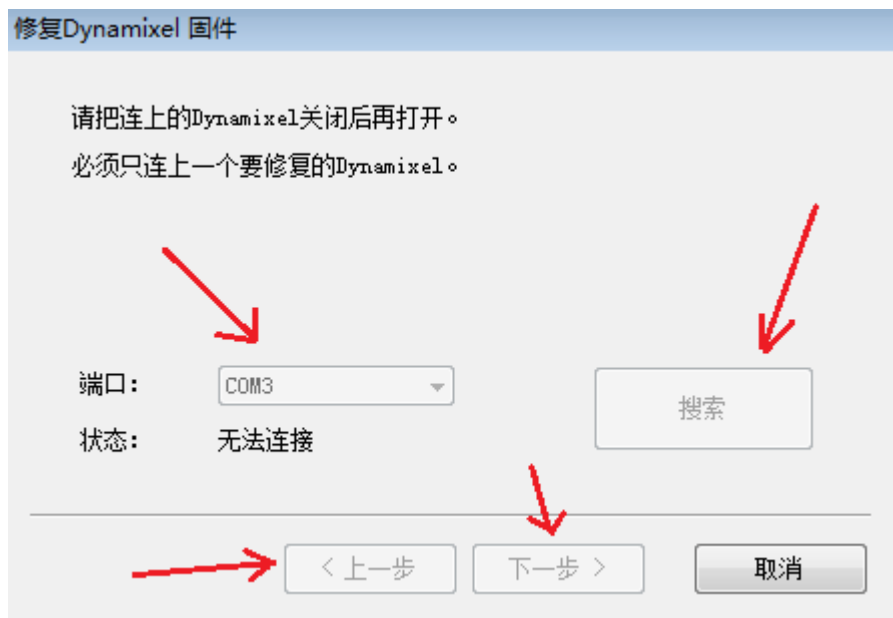 修复Dynamixel 固件
请把连上的Dynamixel关闭后再打开。
必须只连上一个要修复的Dynamixel。
端口： COM3
搜索
状态： 无法连接
< 上一步 下一步 > 取消